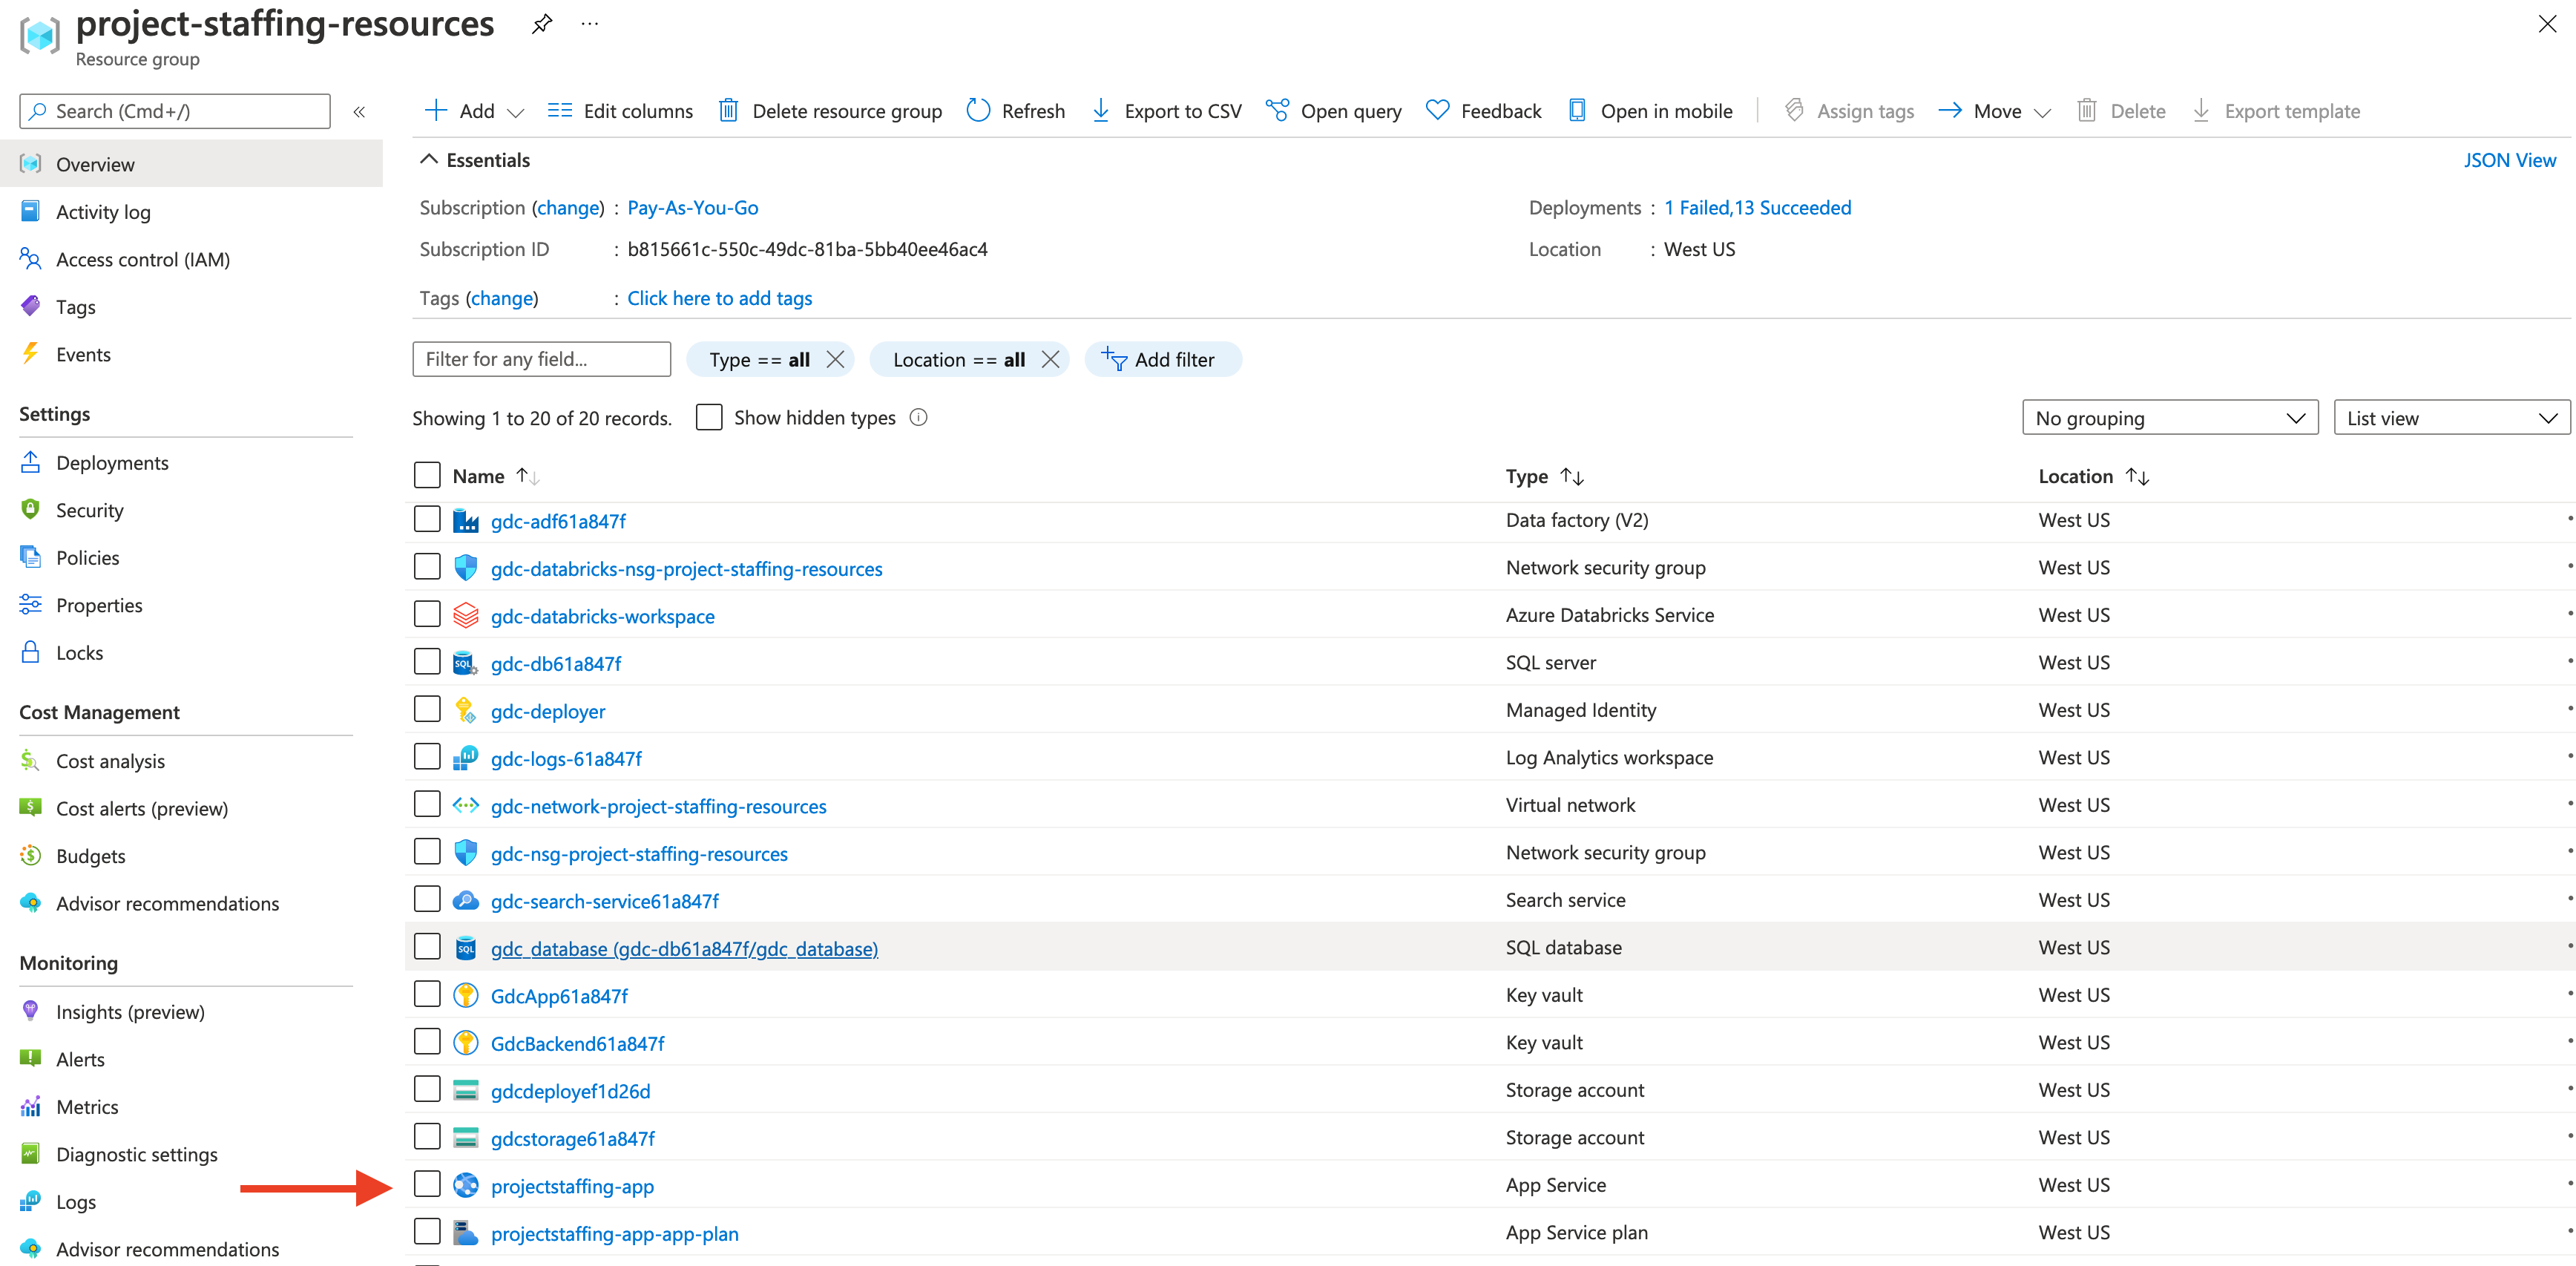 project-staffing-resources ...
Resource group
Search (Cmd+/) «
Add Edit columns Delete resource group Refresh Export to CSV Open query Feedback Open in mobile Assign tags Move Delete Export template
Overview
Activity log
Access control (IAM)
Tags
Events
Settings
Deployments
Security
Policies
Properties
Locks
Cost Management
Cost analysis
Cost alerts (preview)
Budgets
Advisor recommendations
Monitoring
Insights (preview)
Alerts
Metrics
Diagnostic settings
Logs
Advisor recommendations
Essentials JSON View
Subscription (change) : Pay-As-You-Go Deployments : 1 Failed,13 Succeeded
Subscription ID : b815661c-550c-49dc-81ba-5bb40ee46ac4 Location : West US
Tags (change) : Click here to add tags
Filter for any field... Type == all Location == all Add filter
Showing 1 to 20 of 20 records. Show hidden types No grouping List view
Name Type Location
gdc-adf61a847f Data factory (V2) West US
gdc-databricks-nsg-project-staffing-resources Network security group West US
gdc-databricks-workspace Azure Databricks Service West US
gdc-db61a847f SQL server West US
gdc-deployer Managed Identity West US
gdc-logs-61a847f Log Analytics workspace West US
gdc-network-project-staffing-resources Virtual network West US
gdc-nsg-project-staffing-resources Network security group West US
gdc-search-service61a847f Search service West US
gdc_database (gdc-db61a847f/gdc_database) SQL database West US
GdcApp61a847f Key vault West US
GdcBackend61a847f Key vault West US
gdcdeployef1d26d Storage account West US
gdcstorage61a847f Storage account West US
projectstaffing-app App Service West US
projectstaffing-app-app-plan App Service plan West US